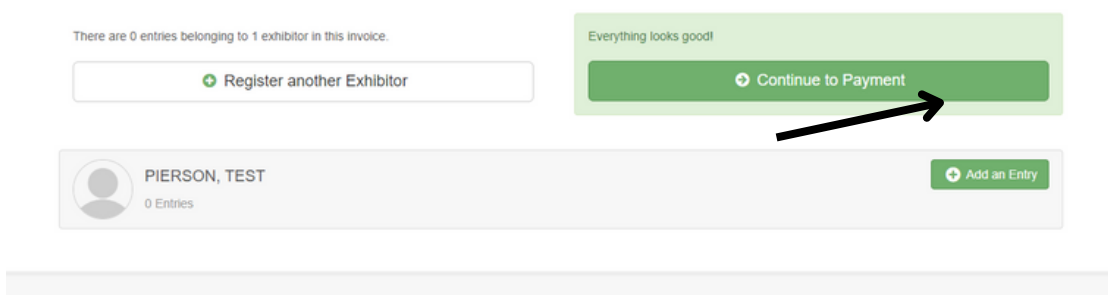 There are 0 entries belonging to 1 exhibitor in this invoice.
Register another Exhibitor
Everything looks good!
Continue to Payment
PIERSON, TEST
0 Entries
Add an Entry